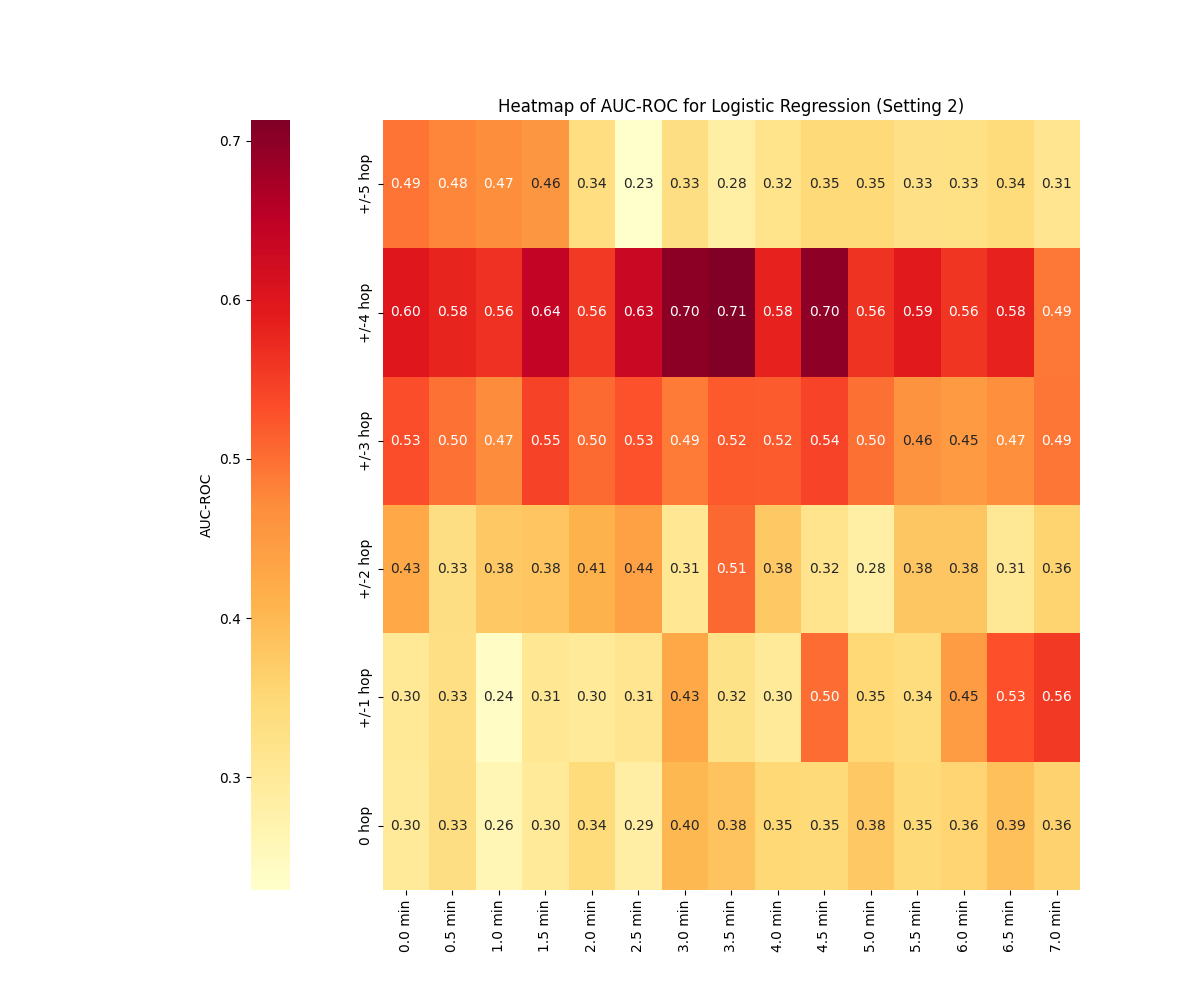 Heatmap of AUC-ROC for Logistic Regression (Setting 2)
AUC-ROC
0.7
0.6
0.5
0.4
0.3
+/-5 hop 0.49 0.48 0.47 0.46 0.34 0.23 0.33 0.28 0.32 0.35 0.35 0.33 0.33 0.34 0.31
+/-4 hop 0.60 0.58 0.56 0.64 0.56 0.63 0.70 0.71 0.58 0.70 0.56 0.59 0.56 0.58 0.49
+/-3 hop 0.53 0.50 0.47 0.55 0.50 0.53 0.49 0.52 0.52 0.54 0.50 0.46 0.45 0.47 0.49
+/-2 hop 0.43 0.33 0.38 0.38 0.41 0.44 0.31 0.51 0.38 0.32 0.28 0.38 0.38 0.31 0.36
+/-1 hop 0.30 0.33 0.24 0.31 0.30 0.31 0.43 0.32 0.30 0.50 0.35 0.34 0.45 0.53 0.56
0 hop 0.30 0.33 0.26 0.30 0.34 0.29 0.40 0.38 0.35 0.35 0.38 0.35 0.36 0.39 0.36
0.0 min 0.5 min 1.0 min 1.5 min 2.0 min 2.5 min 3.0 min 3.5 min 4.0 min 4.5 min 5.0 min 5.5 min 6.0 min 6.5 min 7.0 min